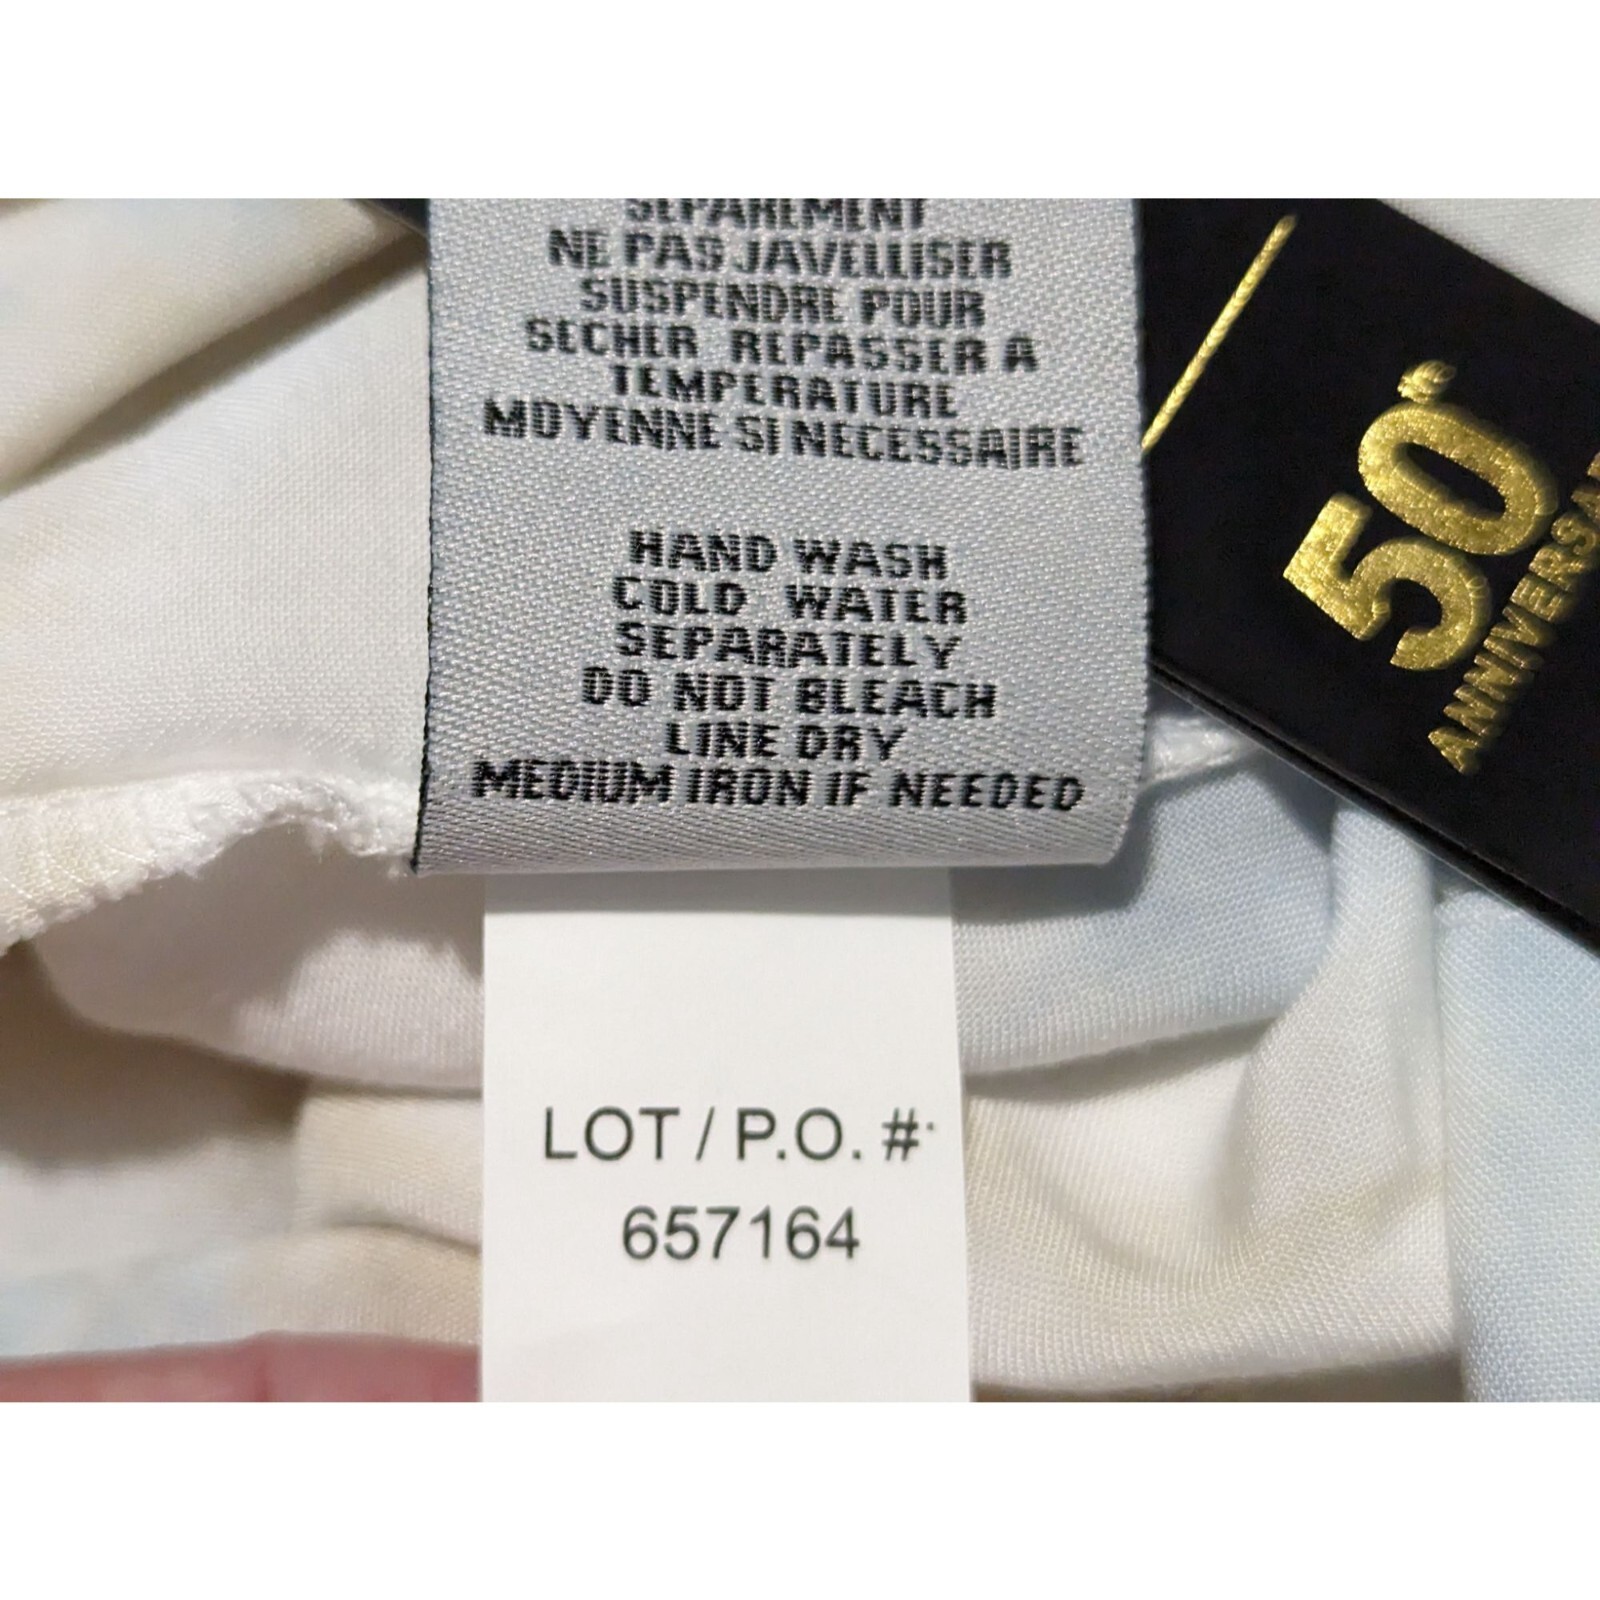 SEPAREMENT
NE PAS JAVELLISER
SUSPENDRE POUR
SECHER REPASSER A
TEMPERATURE
MOYENNE SI NECESSAIRE
HAND WASH
COLD WATER
SEPARATELY
DO NOT BLEACH
LINE DRY
MEDIUM IRON IF NEEDED
LOT / P.O. #
657164
50